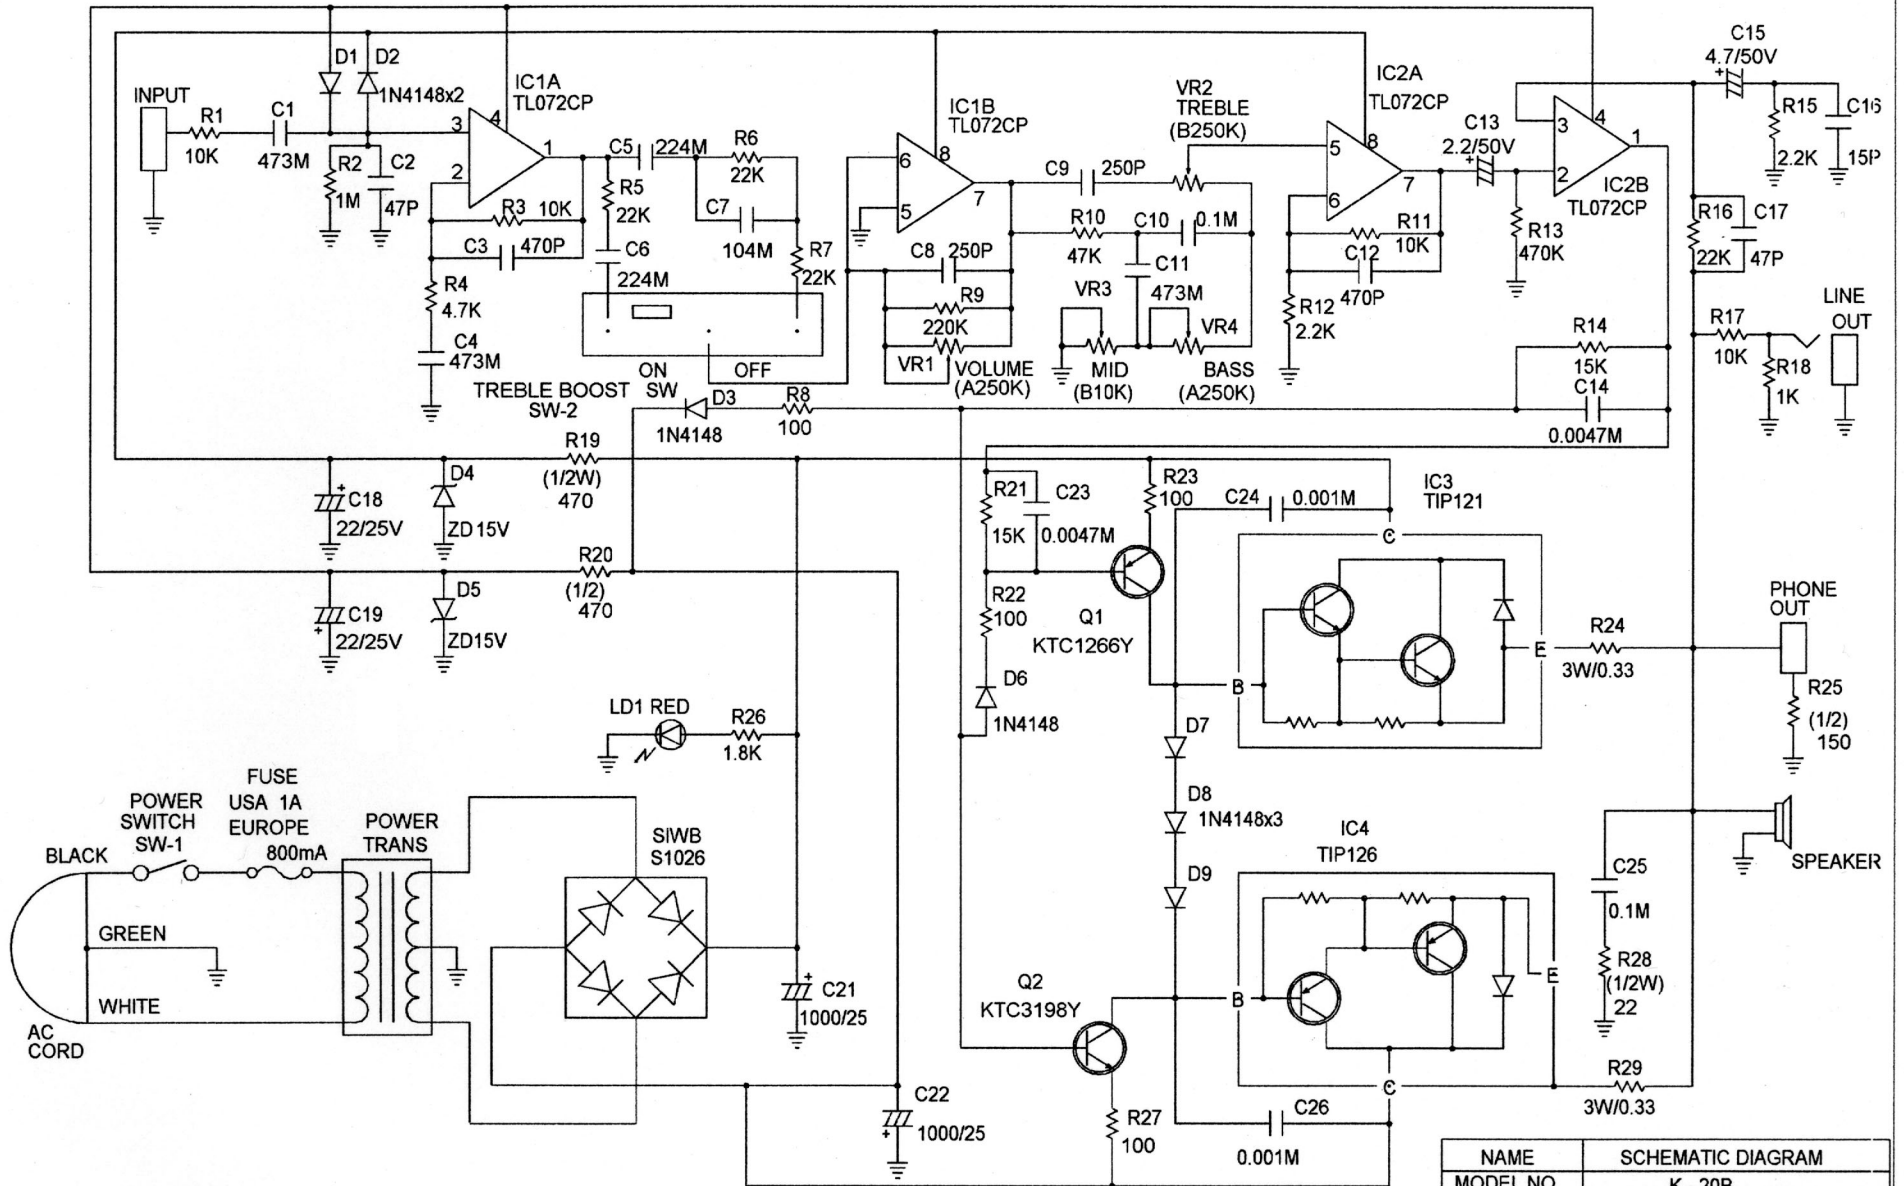 INPUT
R1
10K
C1
473M
D1
D2
1N4148x2
R2
1M
C2
47P
IC1A
TL072CP
3
2
4
1
R3 10K
C3 470P
R4
4.7K
C4
473M
C5 224M
R5
22K
C6
224M
R6
22K
C7
104M
R7
22K
ON
SW
OFF
TREBLE BOOST
SW-2
IC1B
TL072CP
6
5
8
7
C8 250P
R9
220K
VR1
VOLUME
(A250K)
C9 250P
VR2
TREBLE
(B250K)
R10
47K
C10 0.1M
C11
473M
VR3
MID
(B10K)
VR4
BASS
(A250K)
IC2A
TL072CP
5
6
8
7
R11
10K
C12
470P
R12
2.2K
C13
2.2/50V
+
R13
470K
3
2
4
1
IC2B
TL072CP
R14
15K
C14
0.0047M
C15
4.7/50V
+
R15
2.2K
C16
15P
R16
22K
C17
47P
R17
10K
R18
1K
LINE
OUT
D3
1N4148
R8
100
R19
(1/2W)
470
C18
+
22/25V
D4
ZD15V
R20
(1/2)
470
C19
+
22/25V
D5
ZD15V
R21
15K
C23
0.0047M
R22
100
D6
1N4148
Q1
KTC1266Y
R23
100
C24 0.001M
IC3
TIP121
C
B
E
R24
3W/0.33
PHONE
OUT
R25
(1/2)
150
D7
D8
1N4148x3
D9
LD1 RED
R26
1.8K
FUSE
USA 1A
EUROPE
800mA
POWER
SWITCH
SW-1
POWER
TRANS
SIWB
S1026
BLACK
GREEN
WHITE
AC
CORD
C21
+
1000/25
C22
+
1000/25
Q2
KTC3198Y
R27
100
IC4
TIP126
B
E
C
C26
0.001M
C25
0.1M
R28
(1/2W)
22
SPEAKER
R29
3W/0.33
NAME SCHEMATIC DIAGRAM
MODEL NO